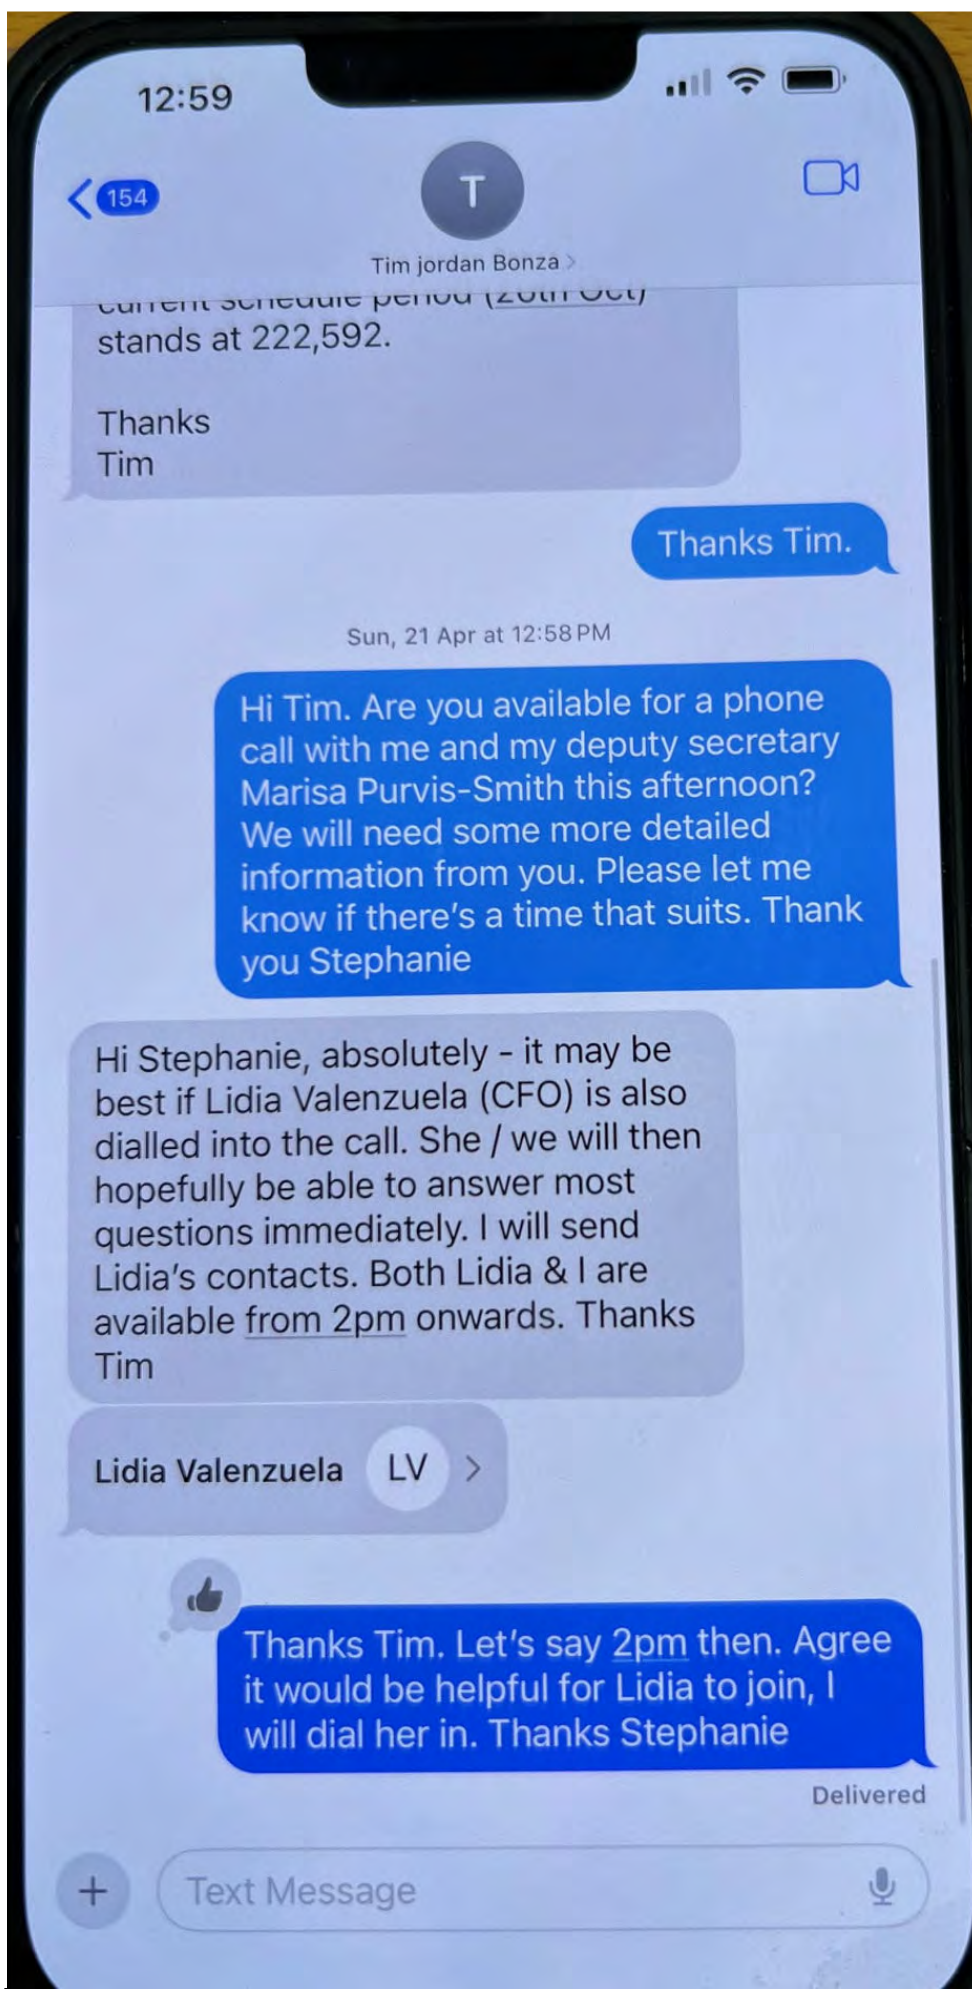 12:59
154
T
Tim jordan Bonza
current schedule period (20th Oct)
stands at 222,592.
Thanks
Tim
Thanks Tim.
Sun, 21 Apr at 12:58 PM
Hi Tim. Are you available for a phone
call with me and my deputy secretary
Marisa Purvis-Smith this afternoon?
We will need some more detailed
information from you. Please let me
know if there's a time that suits. Thank
you Stephanie
Hi Stephanie, absolutely - it may be
best if Lidia Valenzuela (CFO) is also
dialled into the call. She / we will then
hopefully be able to answer most
questions immediately. I will send
Lidia's contacts. Both Lidia & I are
available from 2pm onwards. Thanks
Tim
Lidia Valenzuela LV
Thanks Tim. Let's say 2pm then. Agree
it would be helpful for Lidia to join, I
will dial her in. Thanks Stephanie
Delivered
Text Message